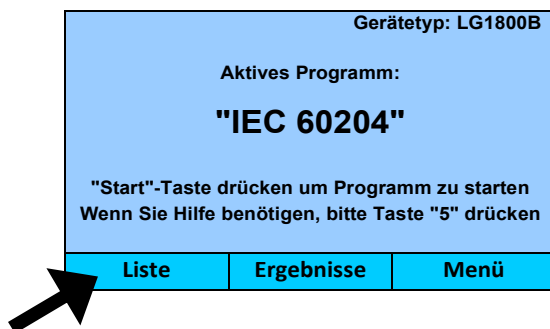 Gerätetyp: LG1800B
Aktives Programm:
"IEC 60204"
"Start"-Taste drücken um Programm zu starten
Wenn Sie Hilfe benötigen, bitte Taste "5" drücken
Liste Ergebnisse Menü